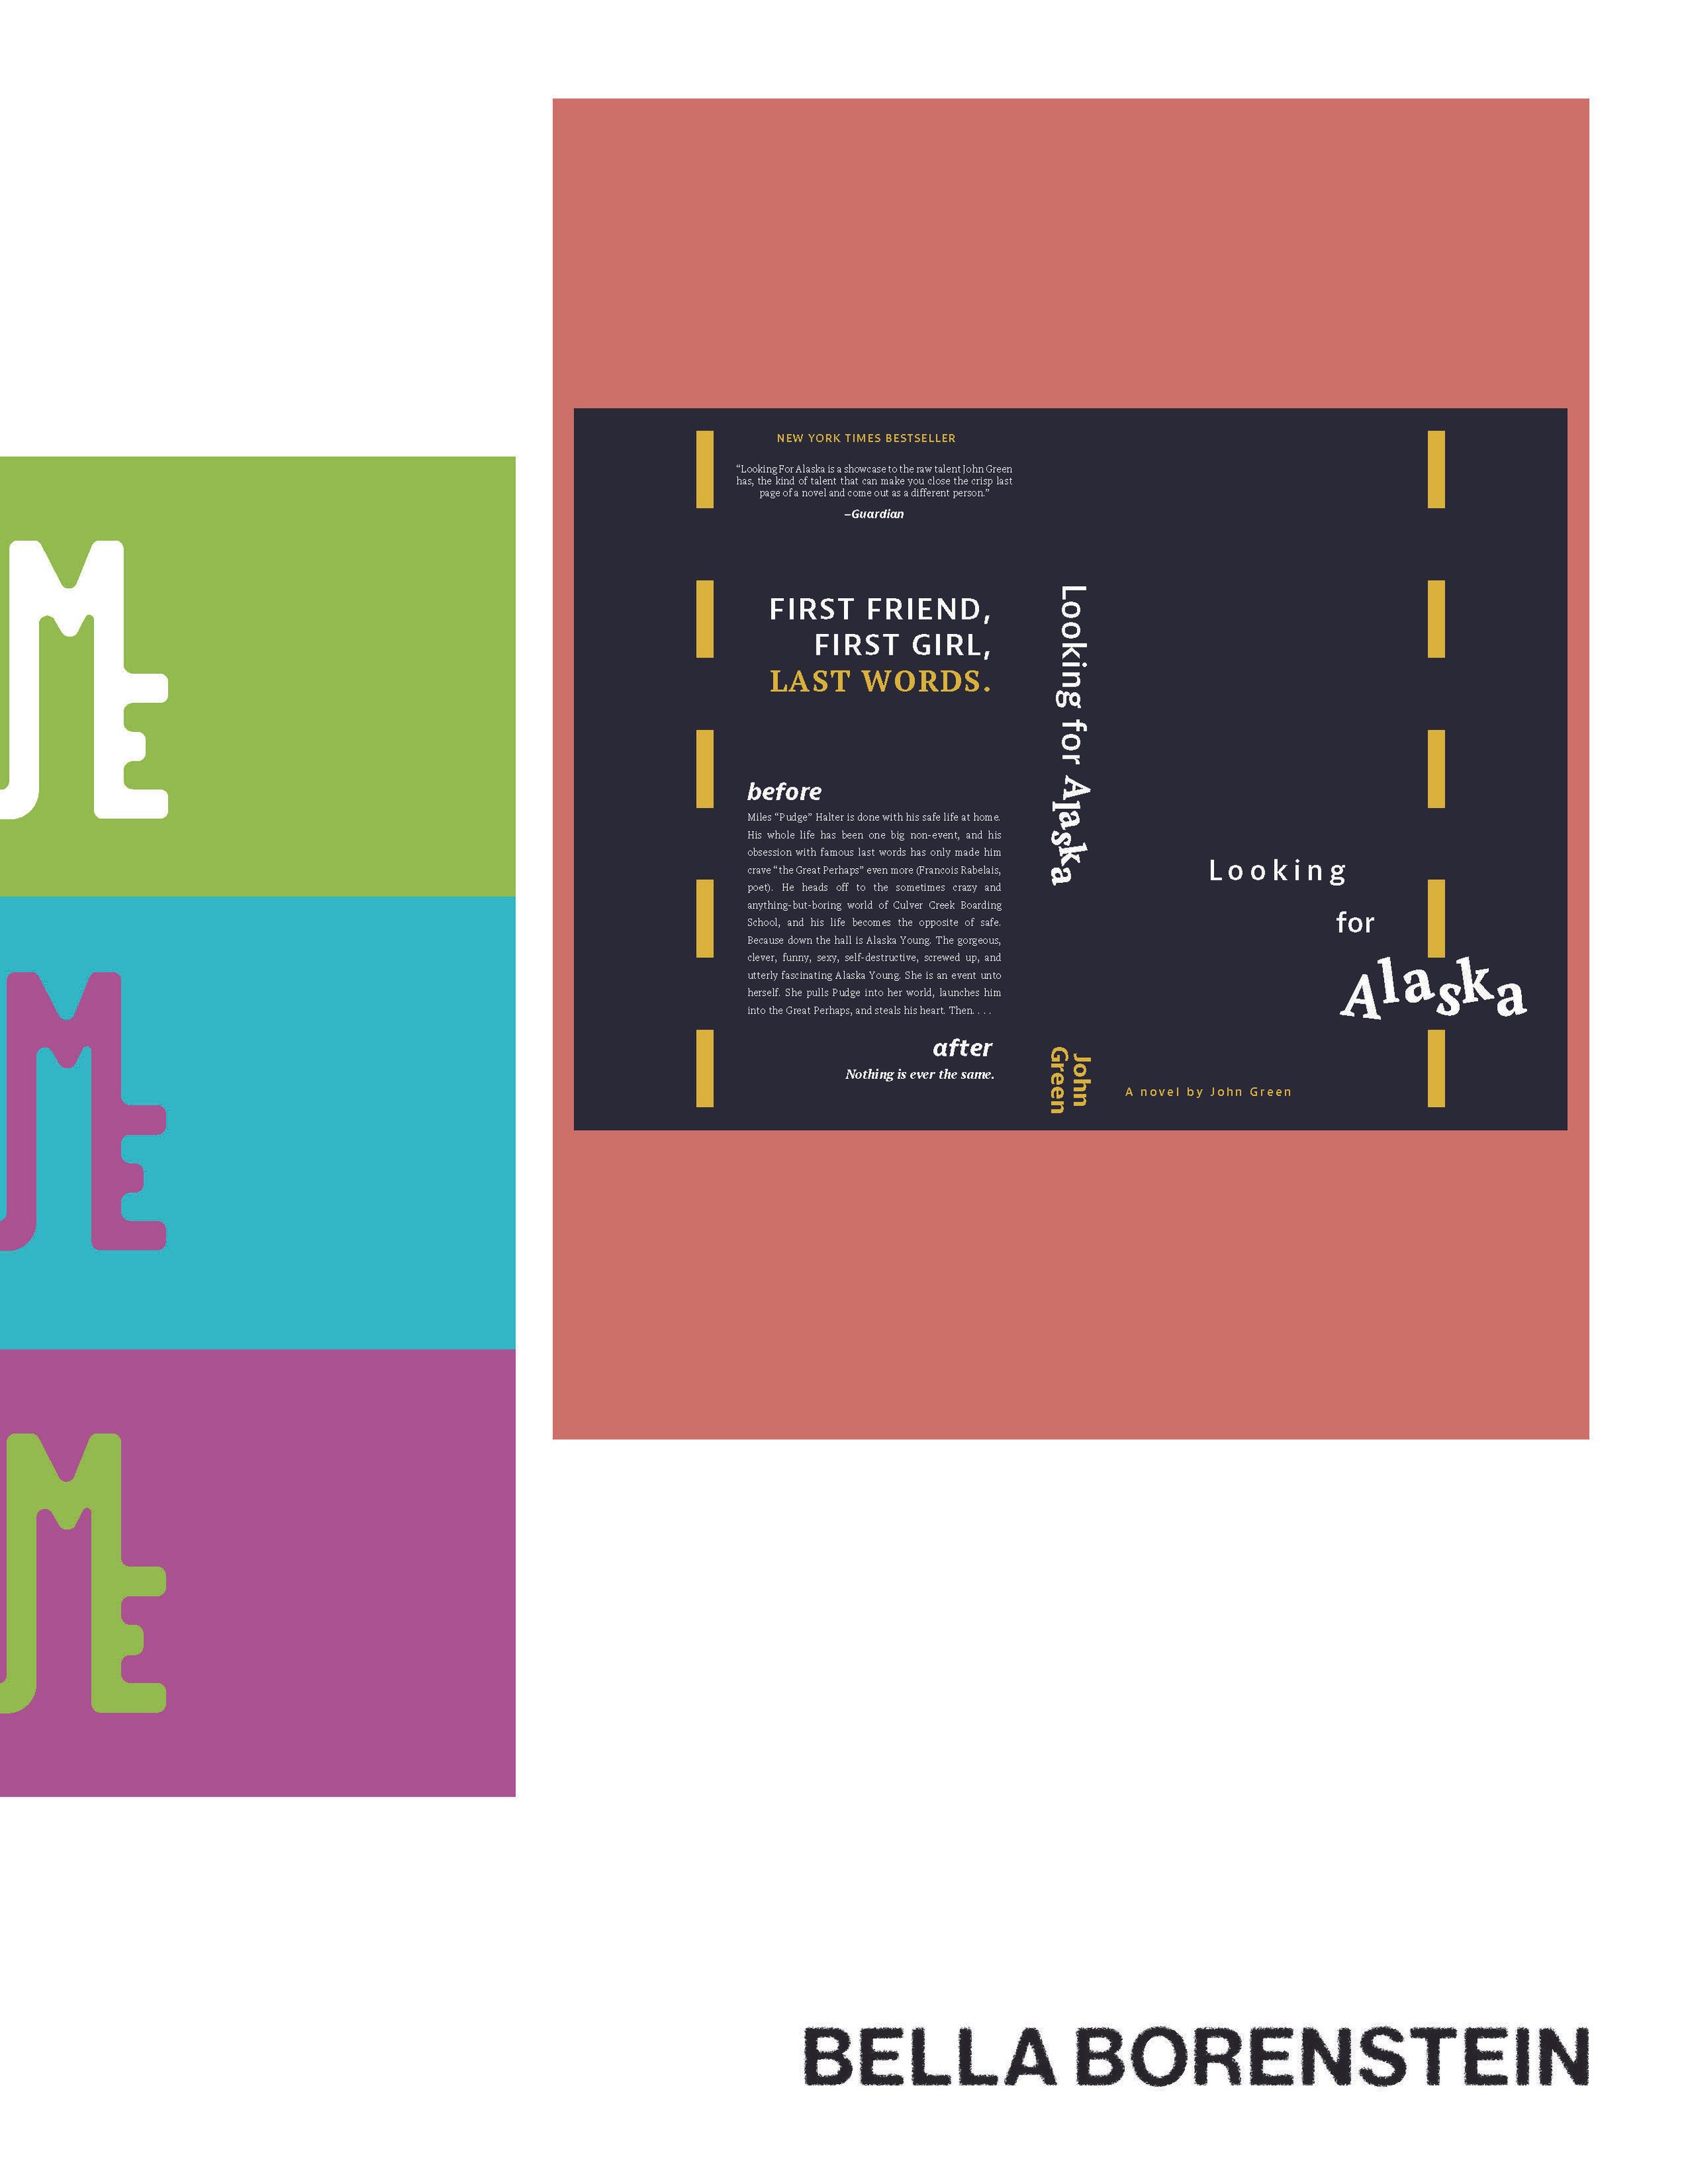 ME
ME
ME
NEW YORK TIMES BESTSELLER
“Looking For Alaska is a showcase to the raw talent John Green
has, the kind of talent that can make you close the crisp last
page of a novel and come out as a different person.”
–Guardian
FIRST FRIEND,
FIRST GIRL,
LAST WORDS.
before
Miles “Pudge” Halter is done with his safe life at home.
His whole life has been one big non-event, and his
obsession with famous last words has only made him
crave “the Great Perhaps” even more (Francois Rabelais,
poet). He heads off to the sometimes crazy and
anything-but-boring world of Culver Creek Boarding
School, and his life becomes the opposite of safe.
Because down the hall is Alaska Young. The gorgeous,
clever, funny, sexy, self-destructive, screwed up, and
utterly fascinating Alaska Young. She is an event unto
herself. She pulls Pudge into her world, launches him
into the Great Perhaps, and steals his heart. Then. . . .
after
Nothing is ever the same.
Looking for Alaska
John
Green
Looking
for
Alaska
A novel by John Green
BELLA BORENSTEIN